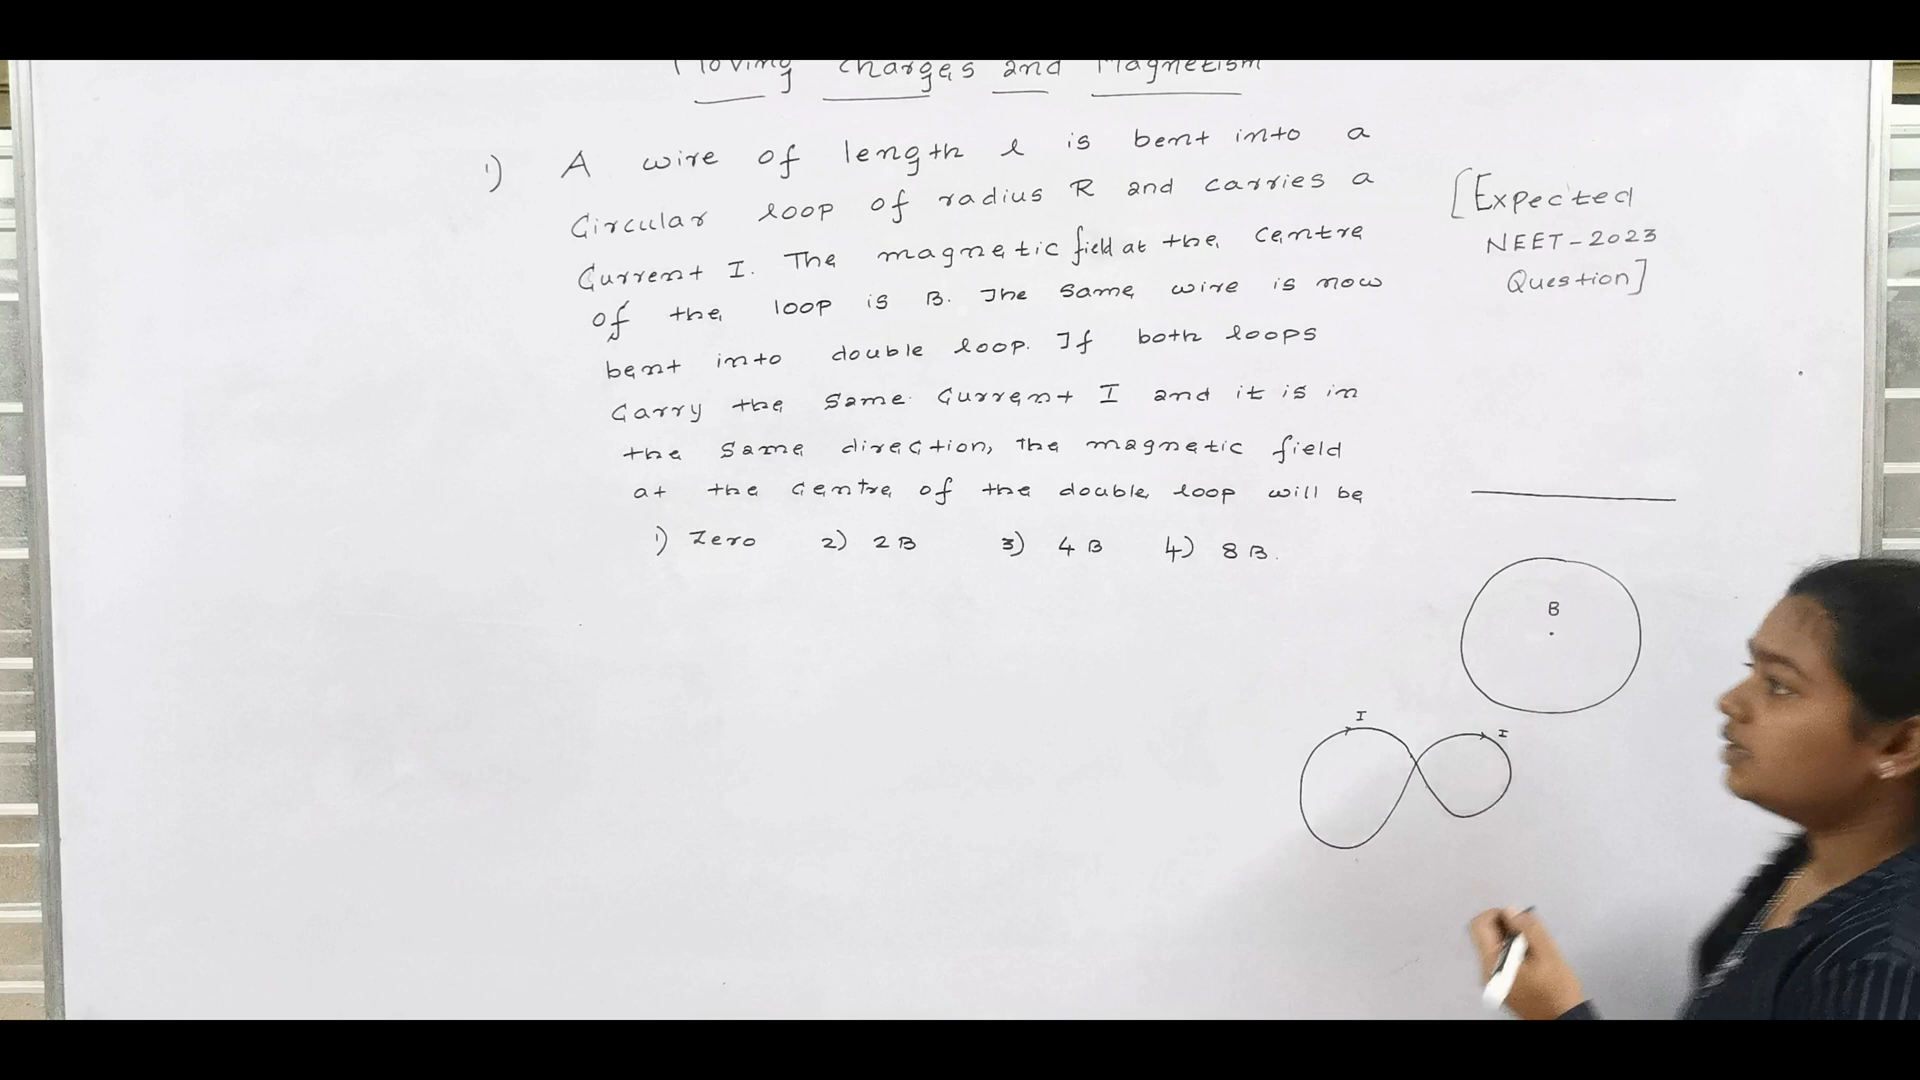 Moving Charges and Magnetism
1) A wire of length l is bent into a
Circular loop of radius R and carries a
Current I. The magnetic field at the centre
of the loop is B. The same wire is now
bent into double loop. If both loops
Carry the same current I and it is in
the same direction, the magnetic field
at the centre of the double loop will be
1) Zero 2) 2B 3) 4B 4) 8B.
[Expected
NEET-2023
Question]
B
I
I